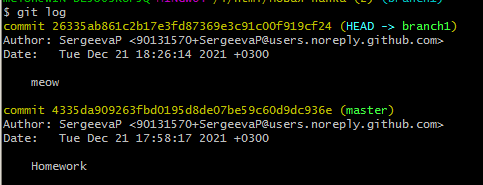 $ git log
commit 26335ab861c2b17e3fd87369e3c91c00f919cf24 (HEAD -> branch1)
Author: SergeevaP <90131570+SergeevaP@users.noreply.github.com>
Date:   Tue Dec 21 18:26:14 2021 +0300
meow
commit 4335da909263fbd0195d8de07be59c60d9dc936e (master)
Author: SergeevaP <90131570+SergeevaP@users.noreply.github.com>
Date:   Tue Dec 21 17:58:17 2021 +0300
Homework